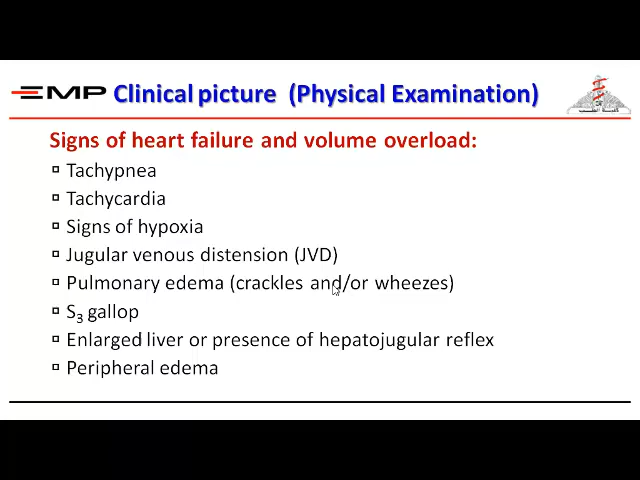 EMP Clinical picture (Physical Examination)
Signs of heart failure and volume overload:
Tachypnea
Tachycardia
Signs of hypoxia
Jugular venous distension (JVD)
Pulmonary edema (crackles and/or wheezes)
S3 gallop
Enlarged liver or presence of hepatojugular reflex
Peripheral edema